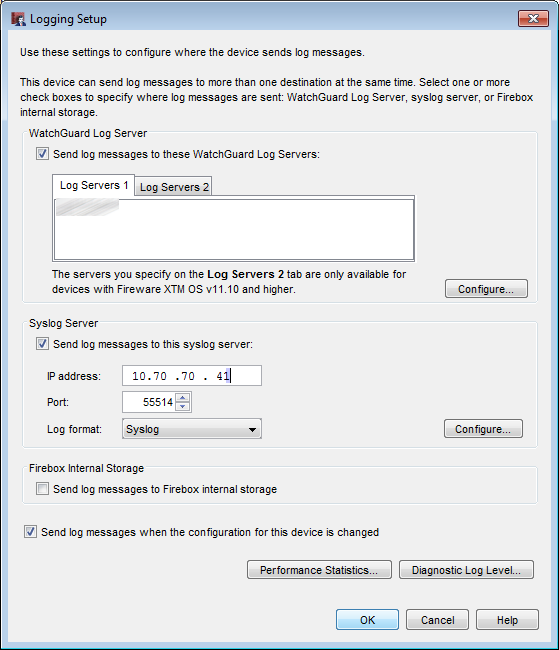 Logging Setup
Use these settings to configure where the device sends log messages.
This device can send log messages to more than one destination at the same time. Select one or more
check boxes to specify where log messages are sent: WatchGuard Log Server, syslog server, or Firebox
internal storage.
WatchGuard Log Server
Send log messages to these WatchGuard Log Servers:
Log Servers 1 Log Servers 2
The servers you specify on the Log Servers 2 tab are only available for
devices with Fireware XTM OS v11.10 and higher.
Configure...
Syslog Server
Send log messages to this syslog server:
IP address: 10.70 .70 . 41
Port: 55514
Log format: Syslog
Configure...
Firebox Internal Storage
Send log messages to Firebox internal storage
Send log messages when the configuration for this device is changed
Performance Statistics... Diagnostic Log Level...
OK Cancel Help